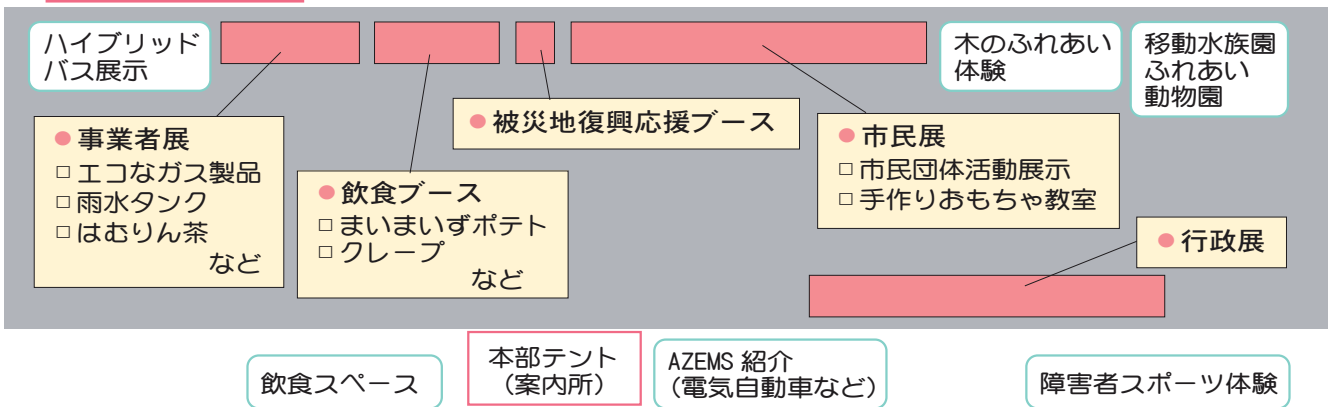 ハイブリッド
バス展示
木のふれあい
体験
移動水族園
ふれあい
動物園
●事業者展
□エコなガス製品
□雨水タンク
□はむりん茶
など
●飲食ブース
□まいまいずポテト
□クレープ
など
●被災地復興応援ブース
●市民展
□市民団体活動展示
□手作りおもちゃ教室
●行政展
飲食スペース
本部テント
（案内所）
AZEMS 紹介
（電気自動車など）
障害者スポーツ体験